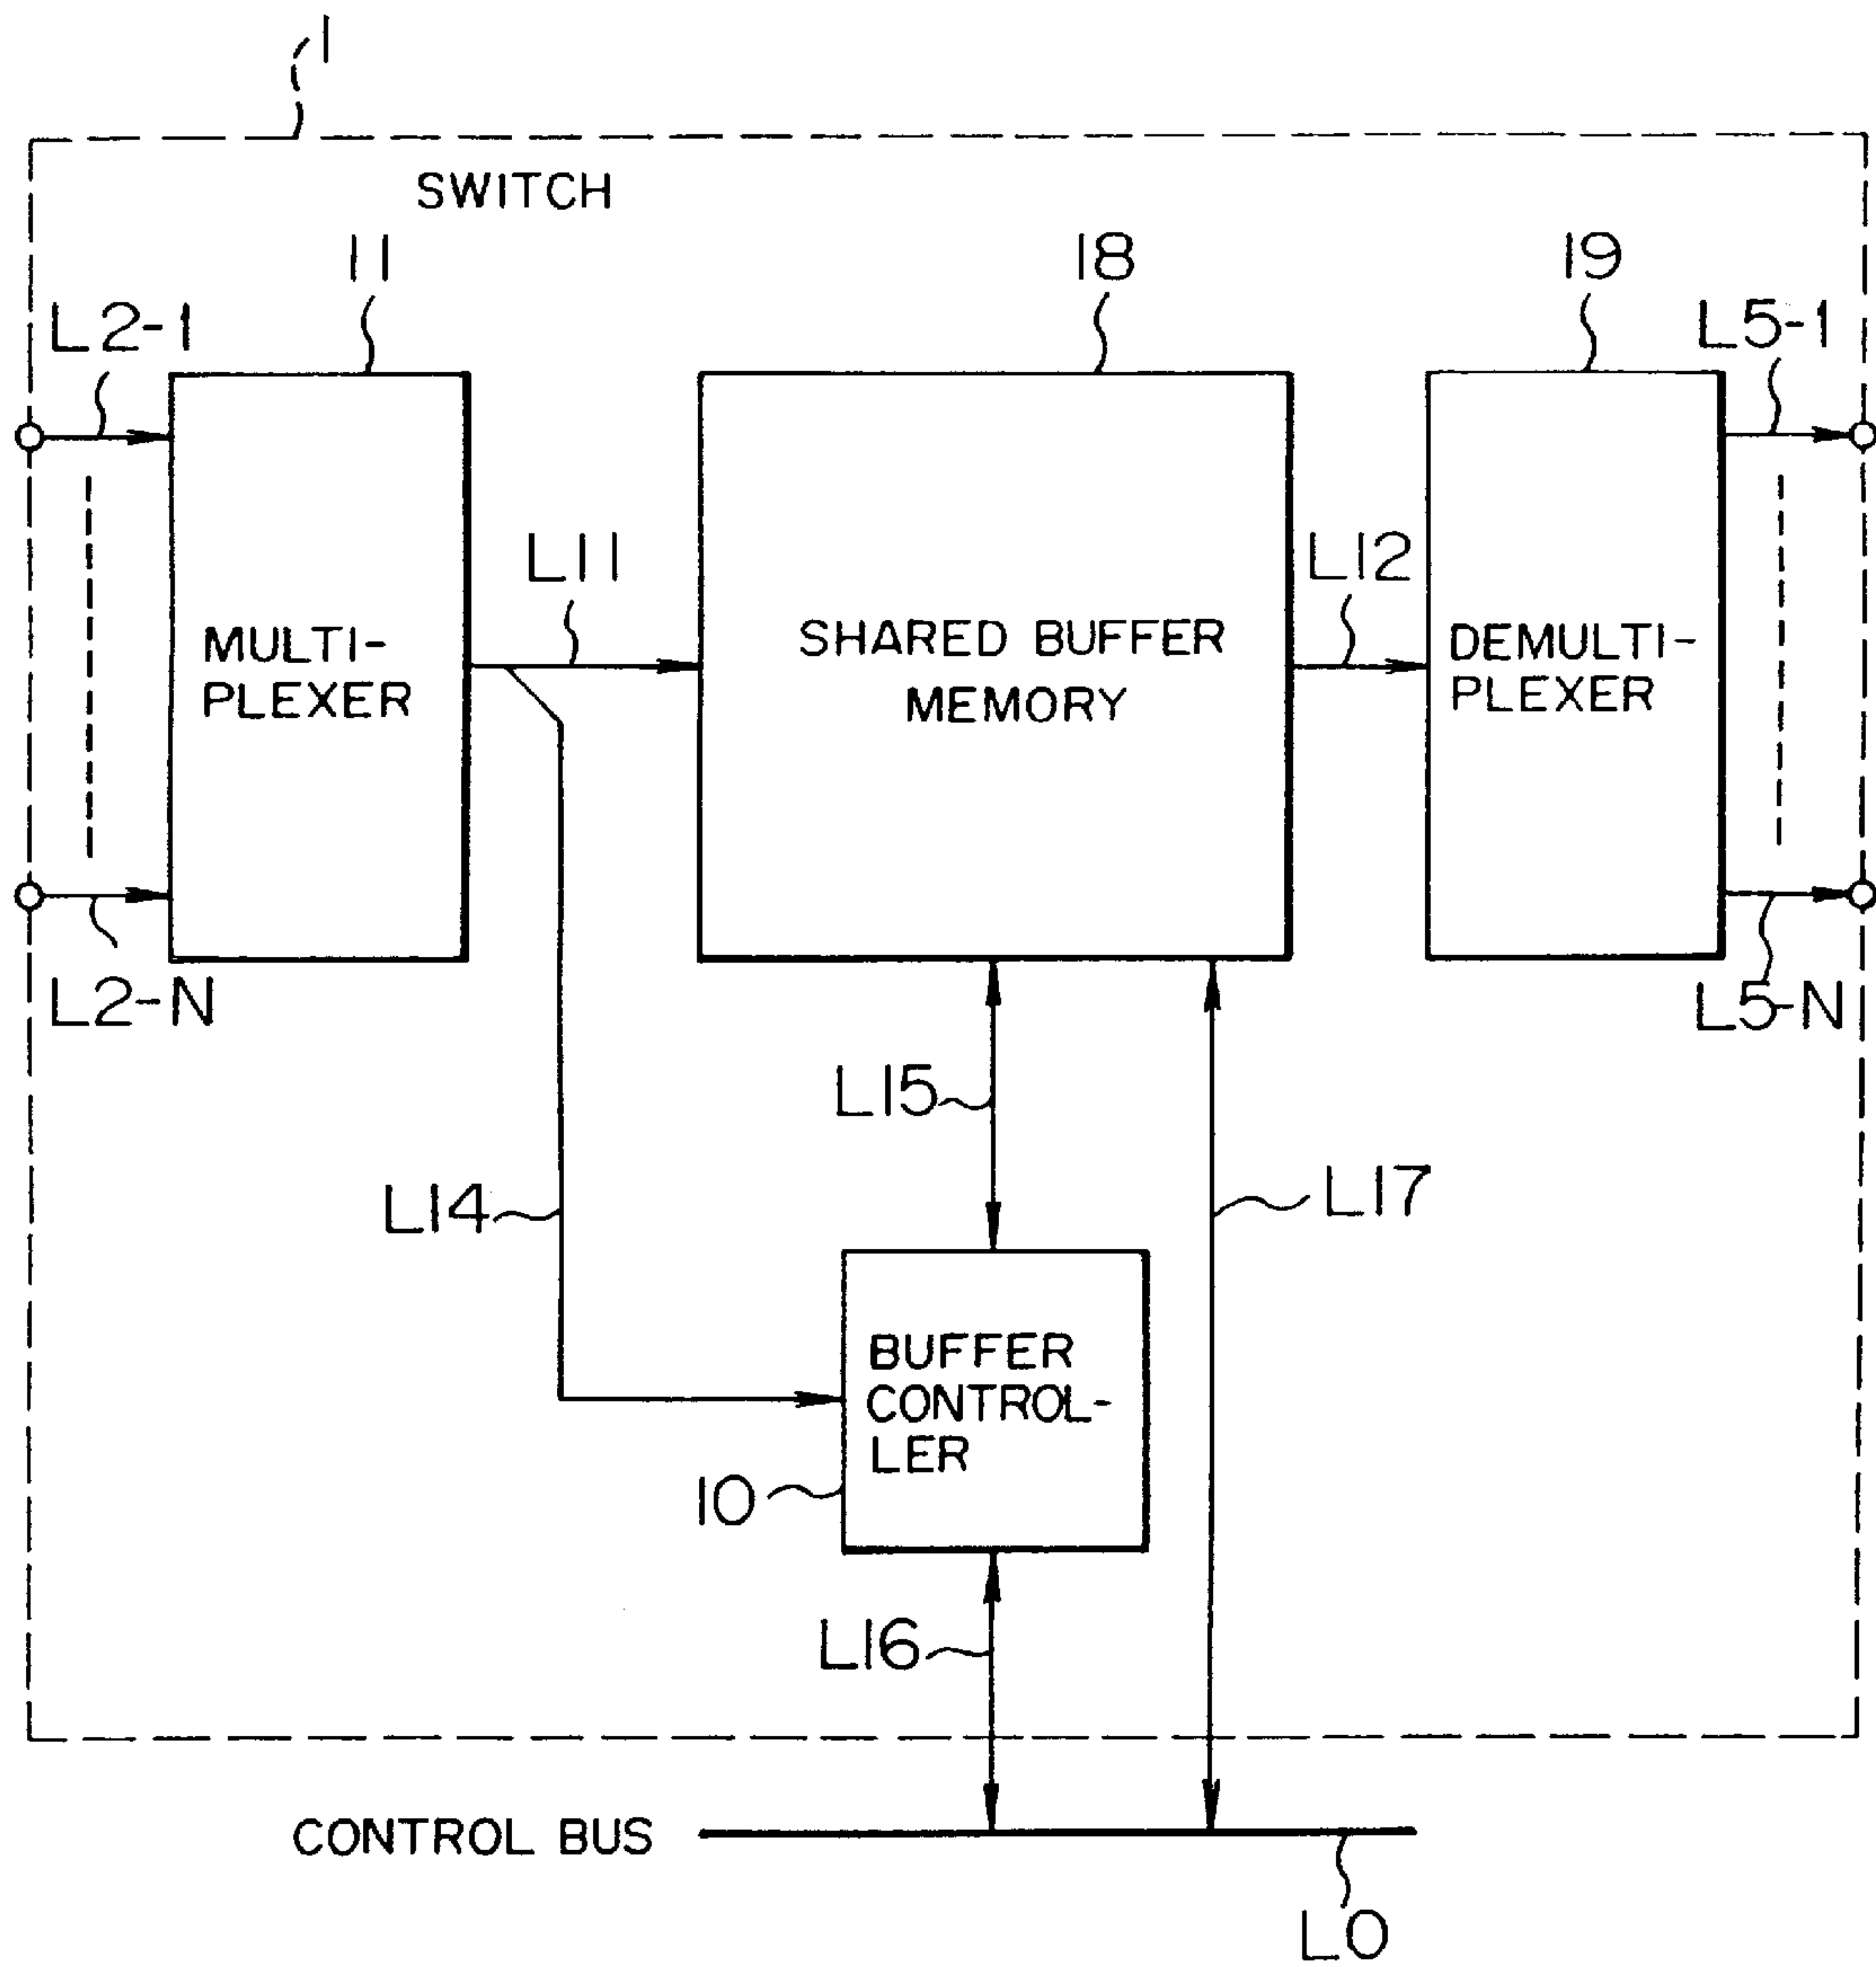 1
SWITCH
11
18
19
L2-1
L5-1
L11
L12
MULTI-
PLEXER
SHARED BUFFER
MEMORY
DEMULTI-
PLEXER
L2-N
L5-N
L15
L14
L17
BUFFER
CONTROL-
LER
10
L16
CONTROL BUS
L0